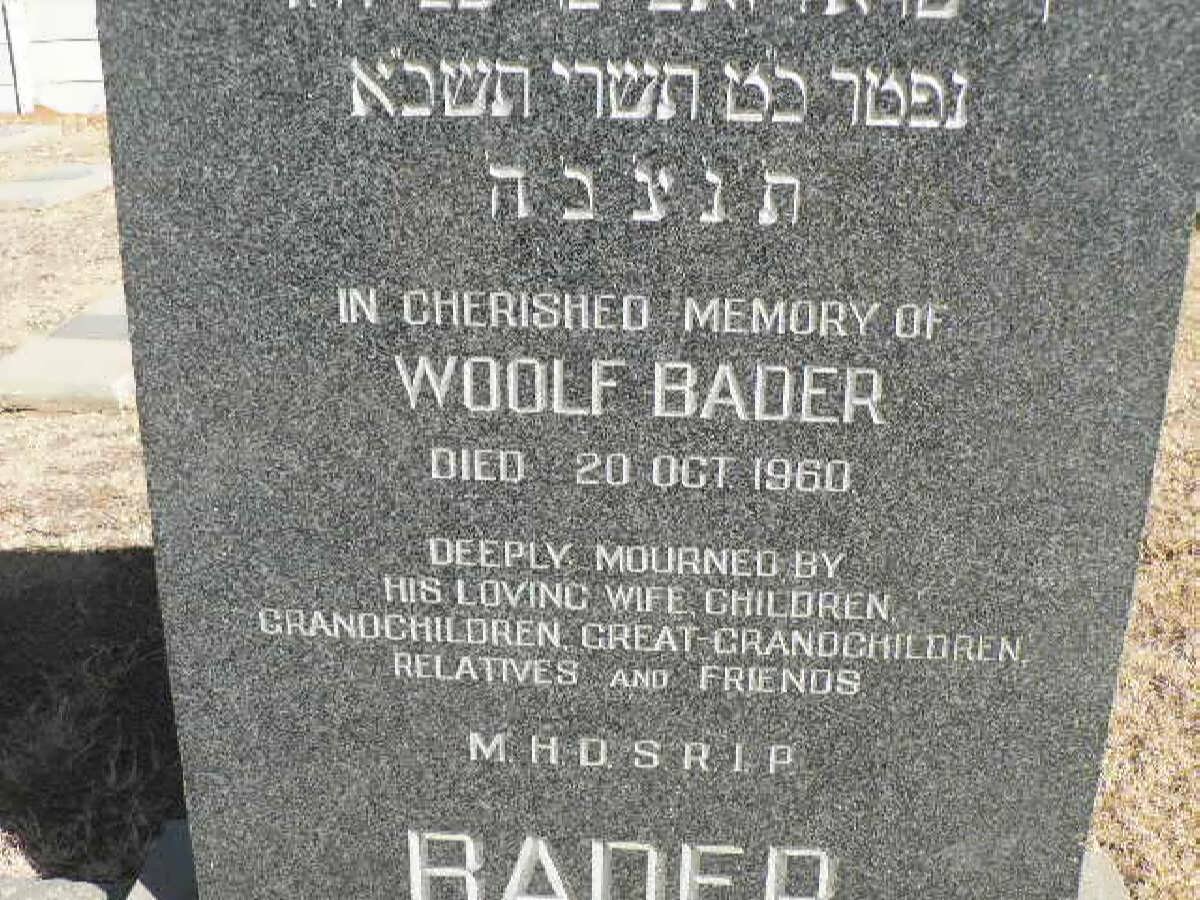 נפטר כ"ט תשרי תשכ"א
ת נ צ ב ה
IN CHERISHED MEMORY OF
WOOLF BADER
DIED 20 OCT. 1960.
DEEPLY MOURNED BY
HIS LOVING WIFE, CHILDREN,
GRANDCHILDREN, GREAT-GRANDCHILDREN,
RELATIVES AND FRIENDS
M. H. D. S. R. I. P.
BADER